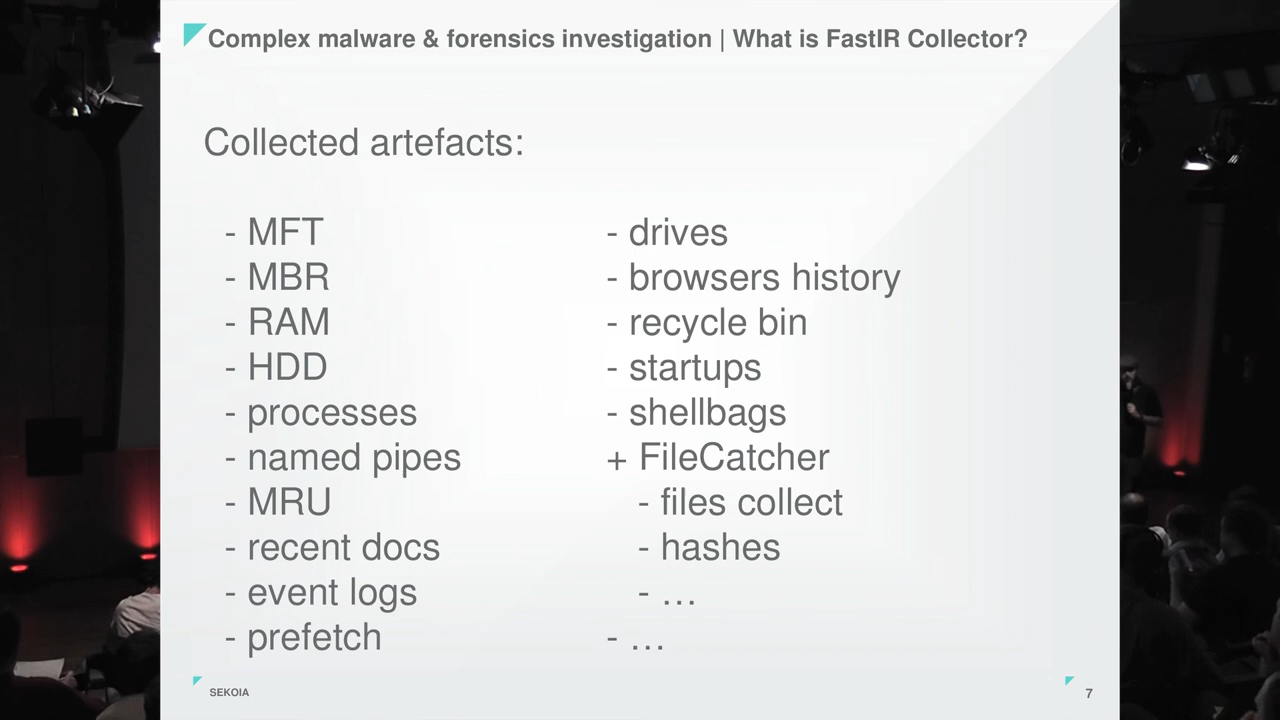 Complex malware & forensics investigation | What is FastIR Collector?
Collected artefacts:
- MFT
- MBR
- RAM
- HDD
- processes
- named pipes
- MRU
- recent docs
- event logs
- prefetch
- drives
- browsers history
- recycle bin
- startups
- shellbags
+ FileCatcher
- files collect
- hashes
- …
- …
SEKOIA
7